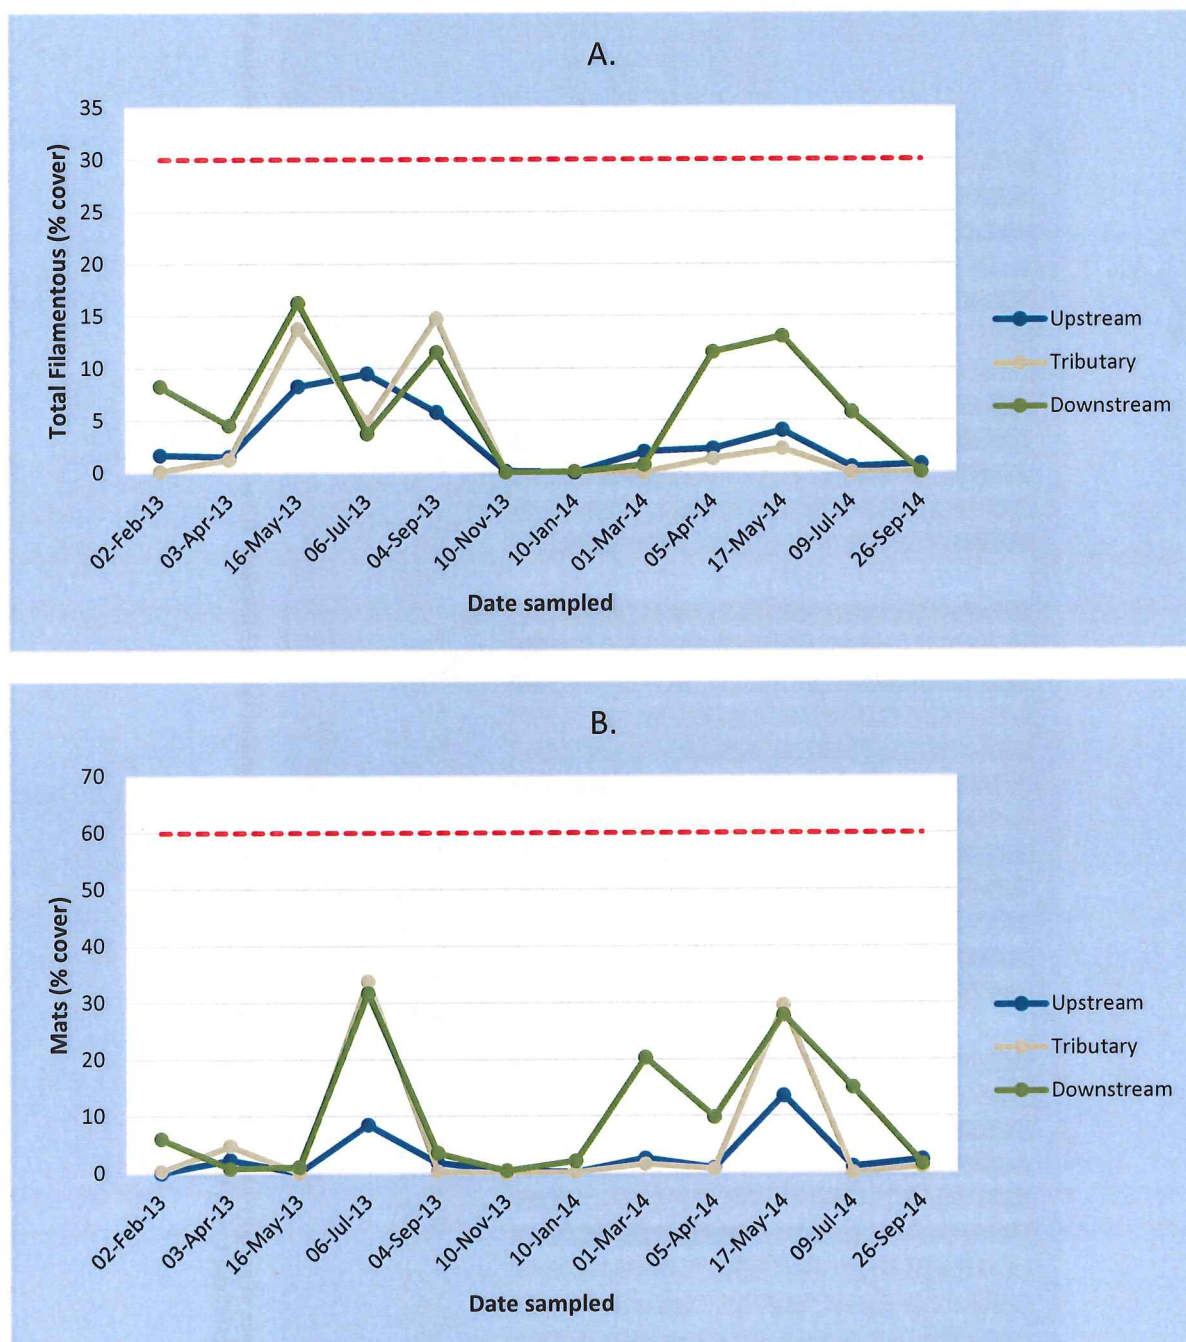 A.
Total Filamentous (% cover)
35
30
25
20
15
10
5
0
02-Feb-13
03-Apr-13
16-May-13
06-Jul-13
04-Sep-13
10-Nov-13
10-Jan-14
01-Mar-14
05-Apr-14
17-May-14
09-Jul-14
26-Sep-14
Date sampled
Upstream
Tributary
Downstream
B.
Mats (% cover)
70
60
50
40
30
20
10
0
02-Feb-13
03-Apr-13
16-May-13
06-Jul-13
04-Sep-13
10-Nov-13
10-Jan-14
01-Mar-14
05-Apr-14
17-May-14
09-Jul-14
26-Sep-14
Date sampled
Upstream
Tributary
Downstream